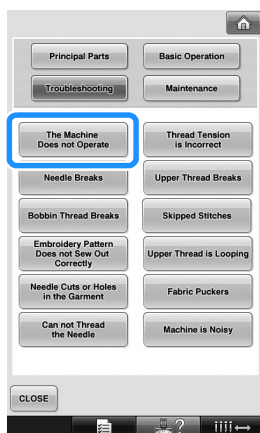 Principal Parts
Basic Operation
Troubleshooting
Maintenance
The Machine
Does not Operate
Thread Tension
is Incorrect
Needle Breaks
Upper Thread Breaks
Bobbin Thread Breaks
Skipped Stitches
Embroidery Pattern
Does not Sew Out
Correctly
Upper Thread is Looping
Needle Cuts or Holes
in the Garment
Fabric Puckers
Can not Thread
the Needle
Machine is Noisy
CLOSE
?